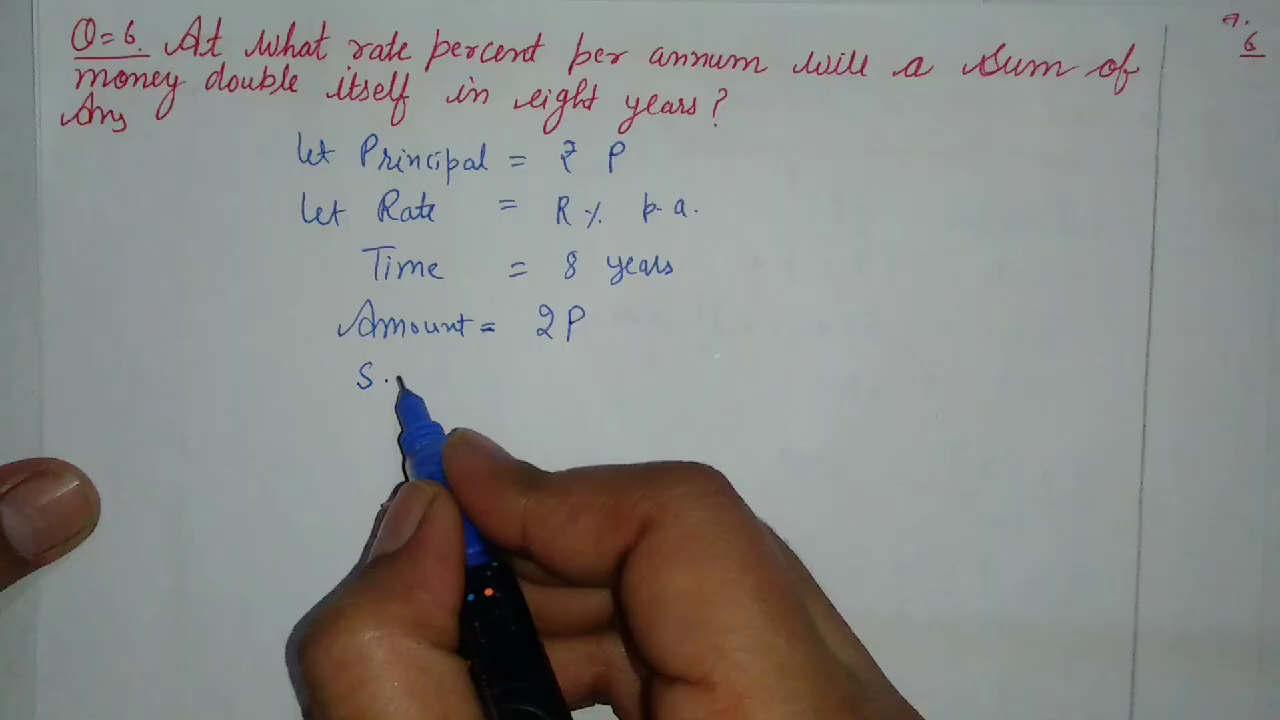 Q=6. At what rate percent per annum will a sum of
money double itself in eight years?
Ans
let Principal = ₹ P
let Rate = R% p.a.
Time = 8 years
Amount = 2P
S.
6